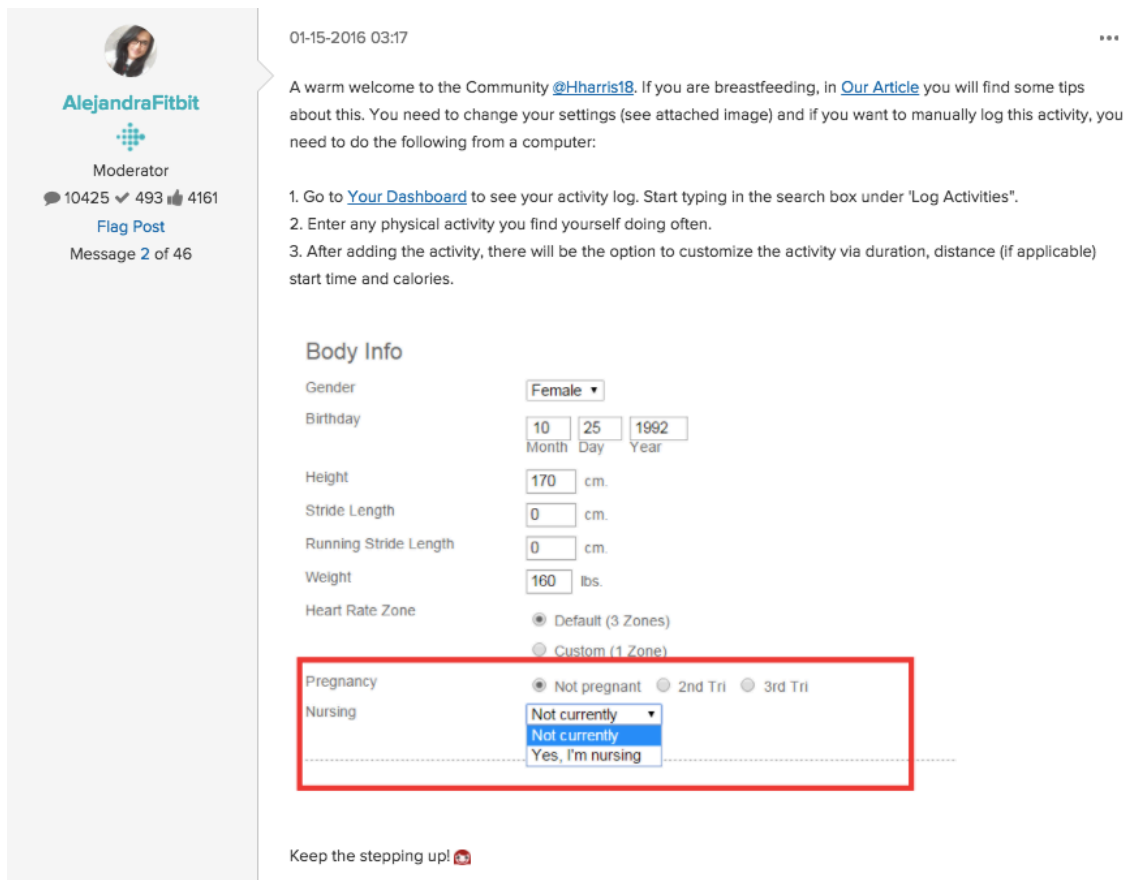 AlejandraFitbit
Moderator
10425 493 4161
Flag Post
Message 2 of 46
01-15-2016 03:17
A warm welcome to the Community @Hharris18. If you are breastfeeding, in Our Article you will find some tips
about this. You need to change your settings (see attached image) and if you want to manually log this activity, you
need to do the following from a computer:
1. Go to Your Dashboard to see your activity log. Start typing in the search box under 'Log Activities".
2. Enter any physical activity you find yourself doing often.
3. After adding the activity, there will be the option to customize the activity via duration, distance (if applicable)
start time and calories.
Body Info
Gender Female
Birthday 10 25 1992
Month Day Year
Height 170 cm.
Stride Length 0 cm.
Running Stride Length 0 cm.
Weight 160 lbs.
Heart Rate Zone Default (3 Zones)
Custom (1 Zone)
Pregnancy Not pregnant 2nd Tri 3rd Tri
Nursing Not currently
Not currently
Yes, I'm nursing
Keep the stepping up!